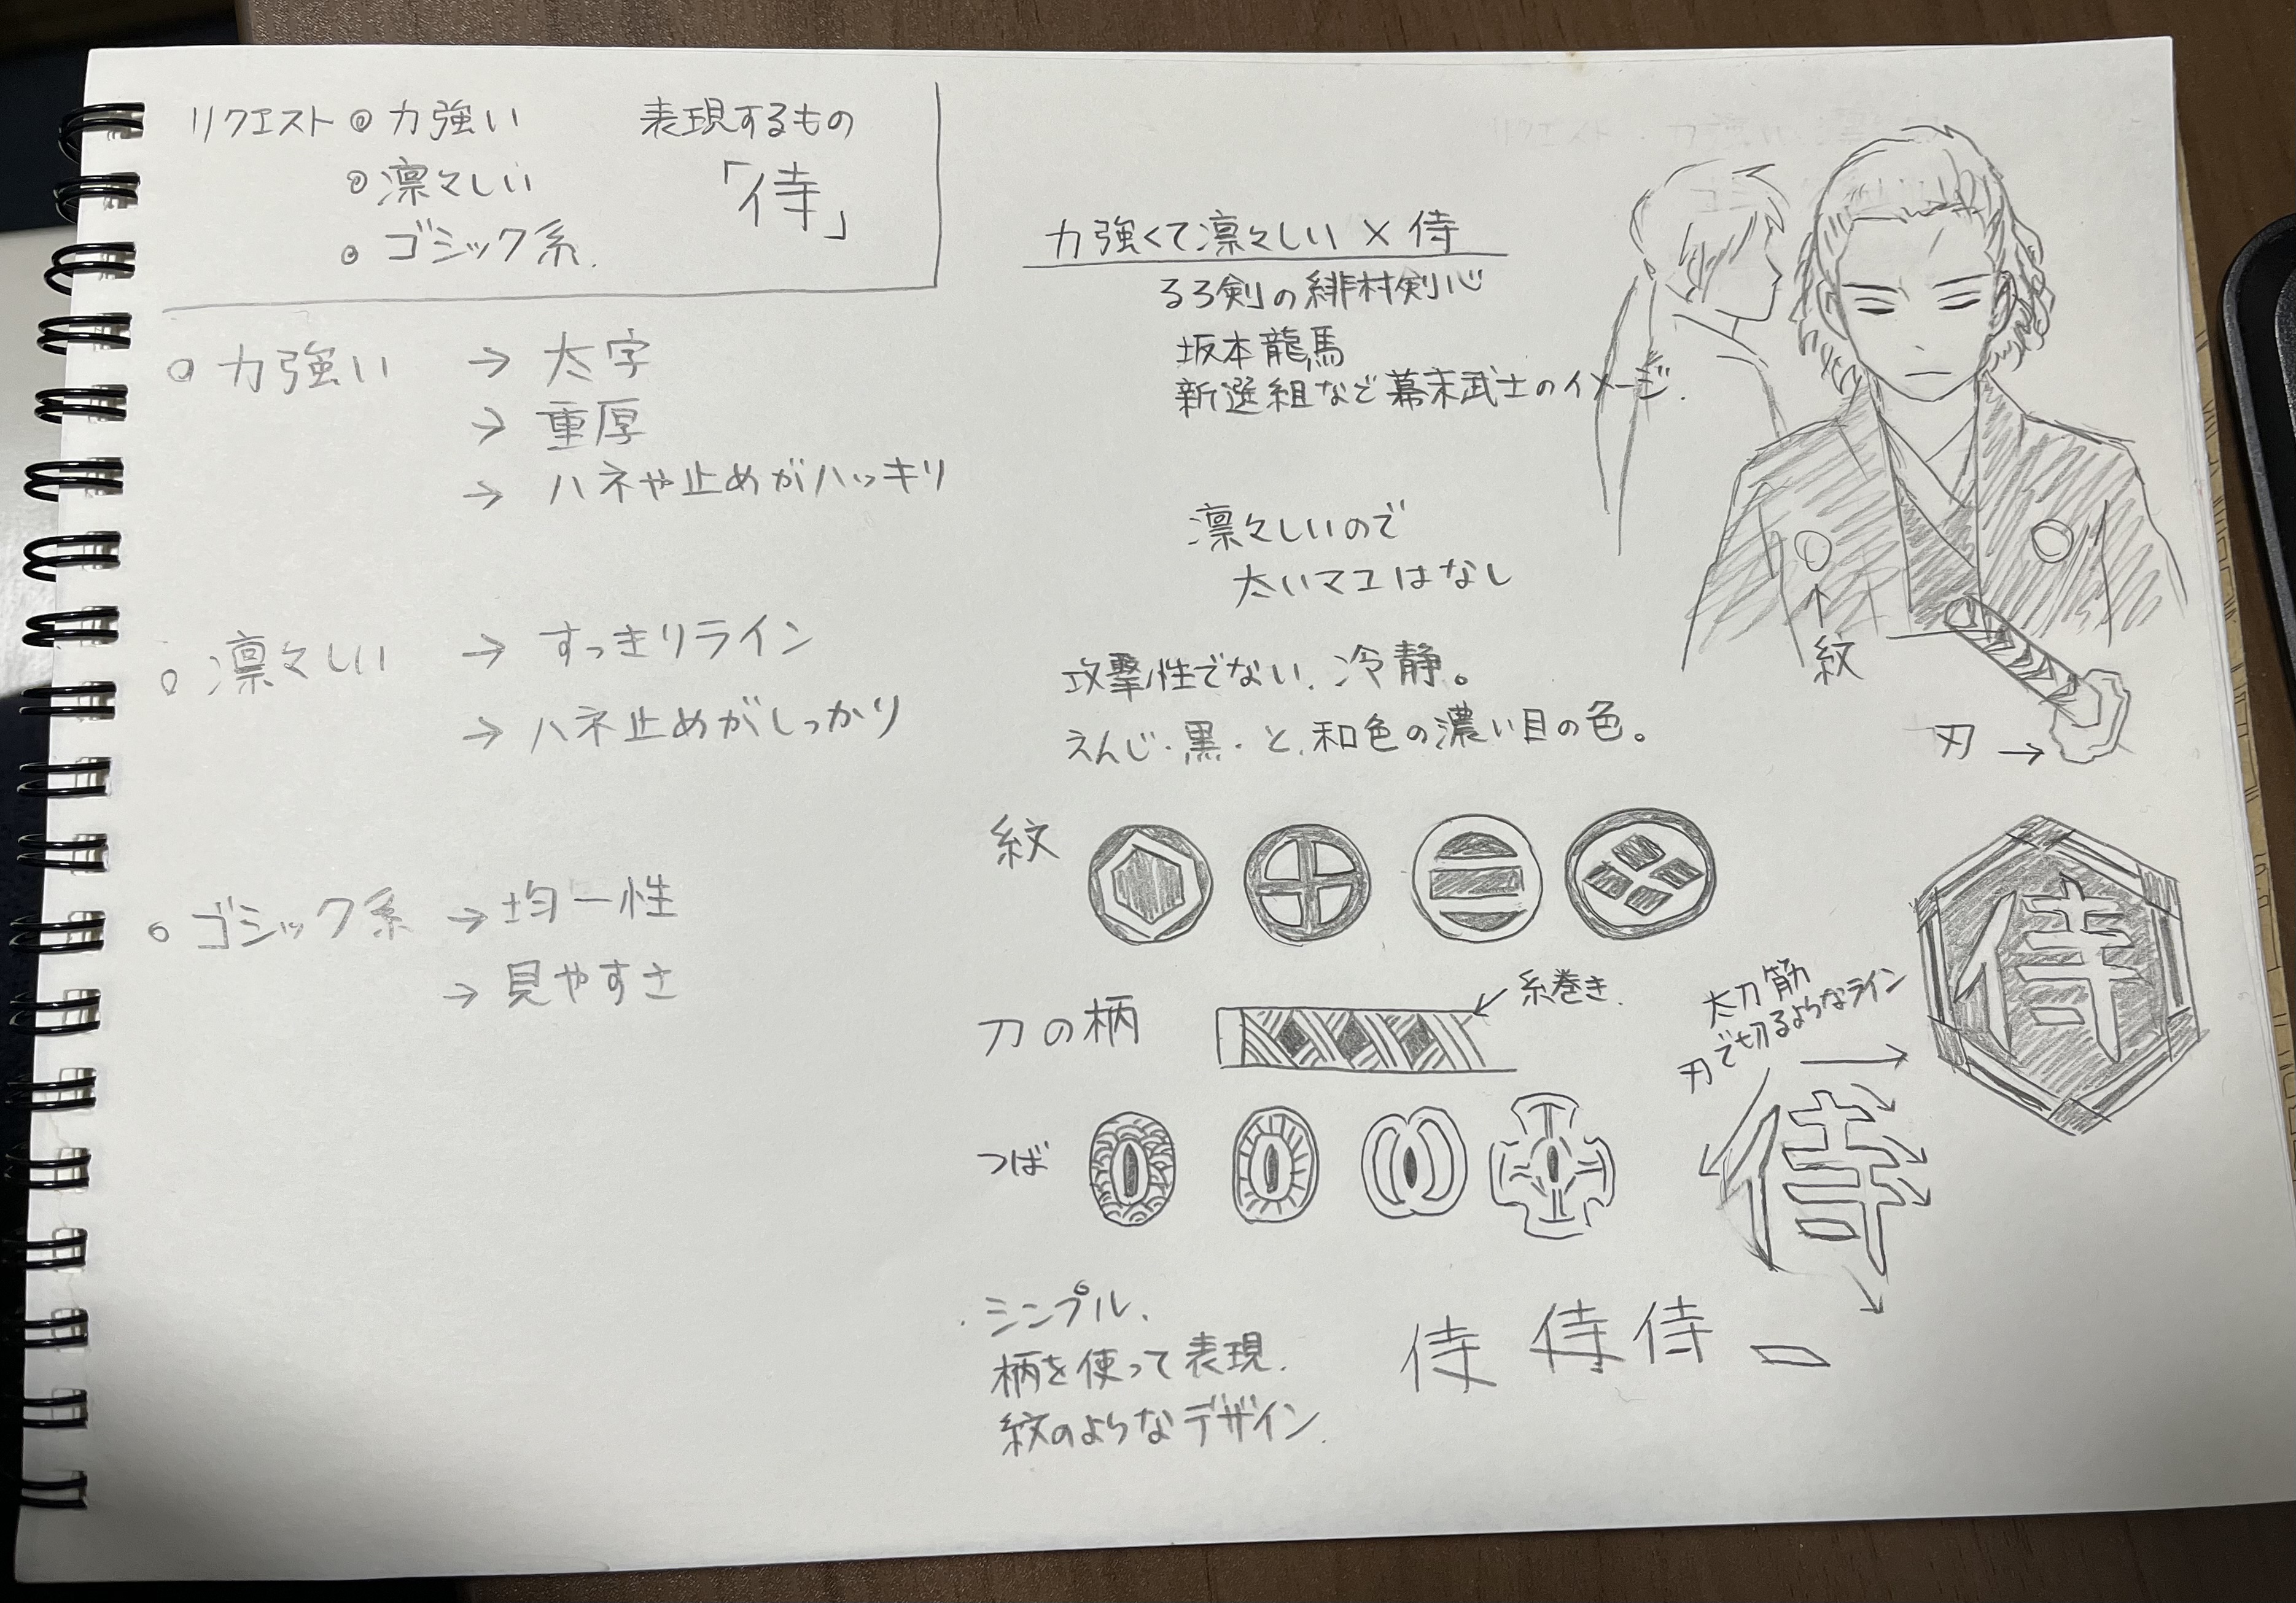 リクエスト ◎ 力強い
◎ 凛々しい
◎ ゴシック系.
表現するもの
「侍」
○ 力強い → 太字
→ 重厚
→ ハネや止めがハッキリ
○ 凛々しい → すっきりライン
→ ハネ止めがしっかり
○ ゴシック系 → 均一性
→ 見やすさ
力強くて凛々しい × 侍
るろ剣の緋村剣心
坂本龍馬
新選組など幕末武士のイメージ.
凛々しいので
太いマユはなし
攻撃性でない、冷静。
えんじ・黒・と、和色の濃い目の色。
紋
刃 →
紋
刀の柄
糸巻き.
つば
太刀筋
刃で切るようなライン
侍
侍
・シンプル、
柄を使って表現.
紋のようなデザイン.
侍 侍 侍